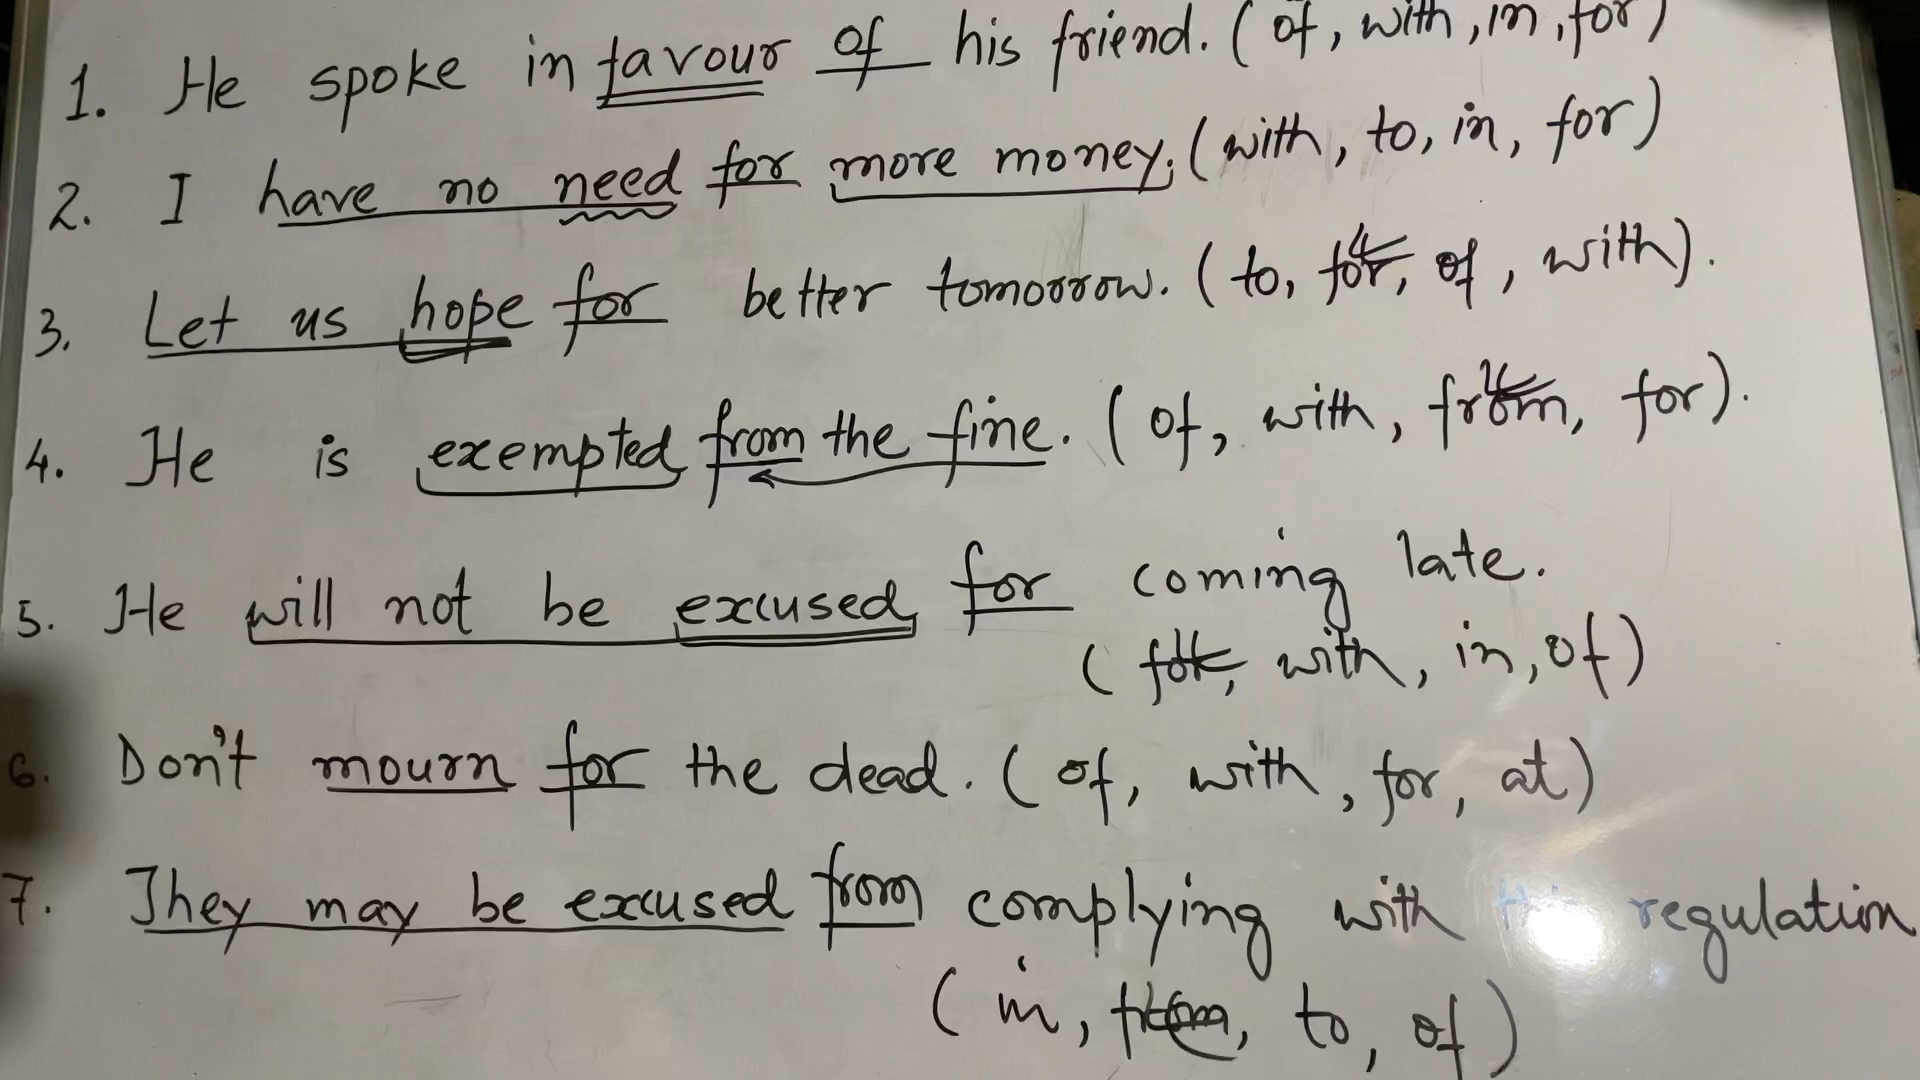 1. He spoke in favour of his friend. (of, with, in, for)
2. I have no need for more money. (with, to, in, for)
3. Let us hope for better tomorrow. (to, for, of, with).
4. He is exempted from the fine. (of, with, from, for).
5. He will not be excused for coming late.
(for, with, in, of)
6. Don't mourn for the dead. (of, with, for, at)
7. They may be excused from complying with regulation
(in, from, to, of)